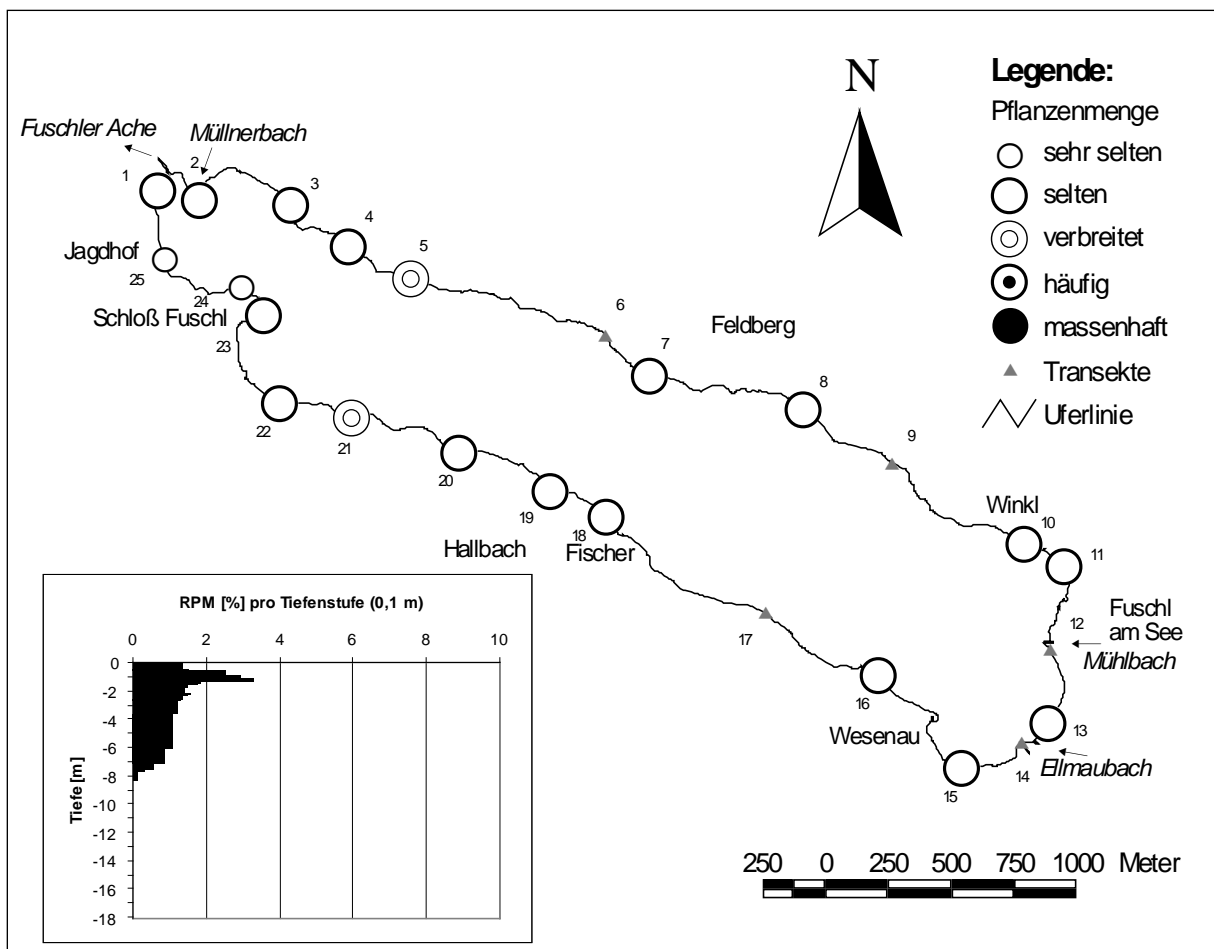 N
Legende:
Pflanzenmenge
sehr selten
selten
verbreitet
häufig
massenhaft
Transekte
Uferlinie
Fuschler Ache
Müllnerbach
1
2
3
4
5
6
7
Feldberg
8
9
Winkl
10
11
12
Fuschl
am See
Mühlbach
13
Ellmaubach
14
15
Wesenau
16
17
18
Fischer
19
Hallbach
20
21
22
23
Schloß Fuschl
24
25
Jagdhof
RPM [%] pro Tiefenstufe (0,1 m)
0 2 4 6 8 10
Tiefe [m]
0
-2
-4
-6
-8
-10
-12
-14
-16
-18
250 0 250 500 750 1000 Meter